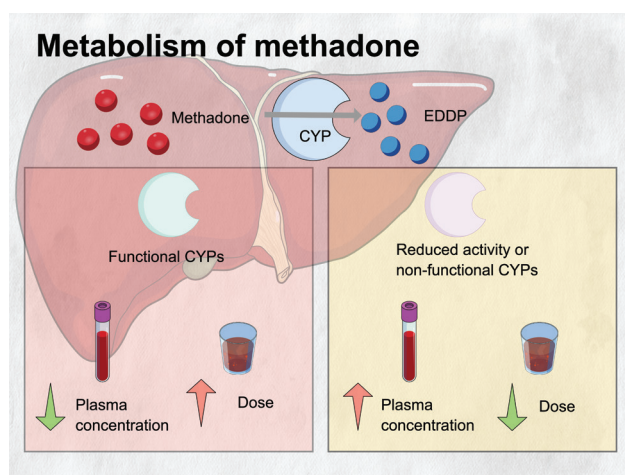 Metabolism of methadone
Methadone
CYP
EDDP
Functional CYPs
Plasma
concentration
Dose
Reduced activity or
non-functional CYPs
Plasma
concentration
Dose